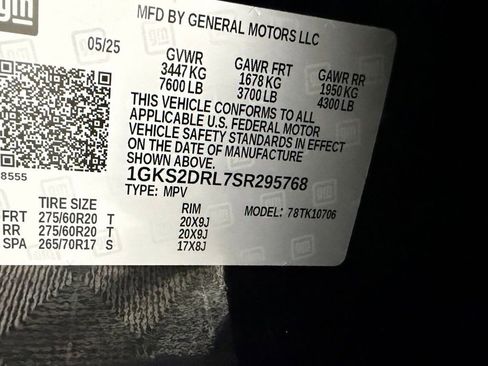 gm
MFD BY GENERAL MOTORS LLC
05/25
GVWR GAWR FRT GAWR RR
3447 KG 1678 KG 1950 KG
7600 LB 3700 LB 4300 LB
THIS VEHICLE CONFORMS TO ALL
APPLICABLE U.S. FEDERAL MOTOR
VEHICLE SAFETY STANDARDS IN EFFECT
ON THE DATE OF MANUFACTURE
SHOWN ABOVE.
8555
1GKS2DRL7SR295768
TYPE: MPV
MODEL: 78TK10706
TIRE SIZE RIM
FRT 275/60R20 T 20X9J
RR 275/60R20 T 20X9J
SPA 265/70R17 S 17X8J